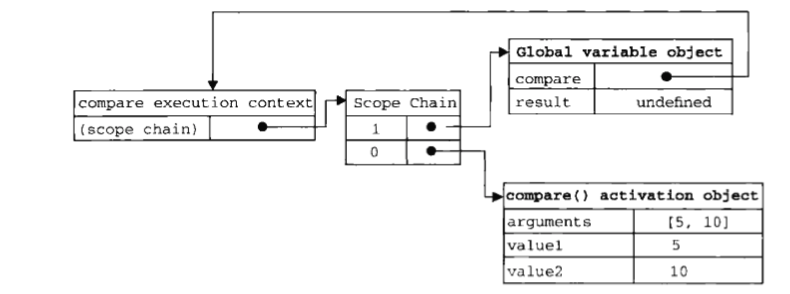 Global variable object
compare
result undefined
compare execution context
(scope chain)
Scope Chain
1
0
compare() activation object
arguments [5, 10]
value1 5
value2 10